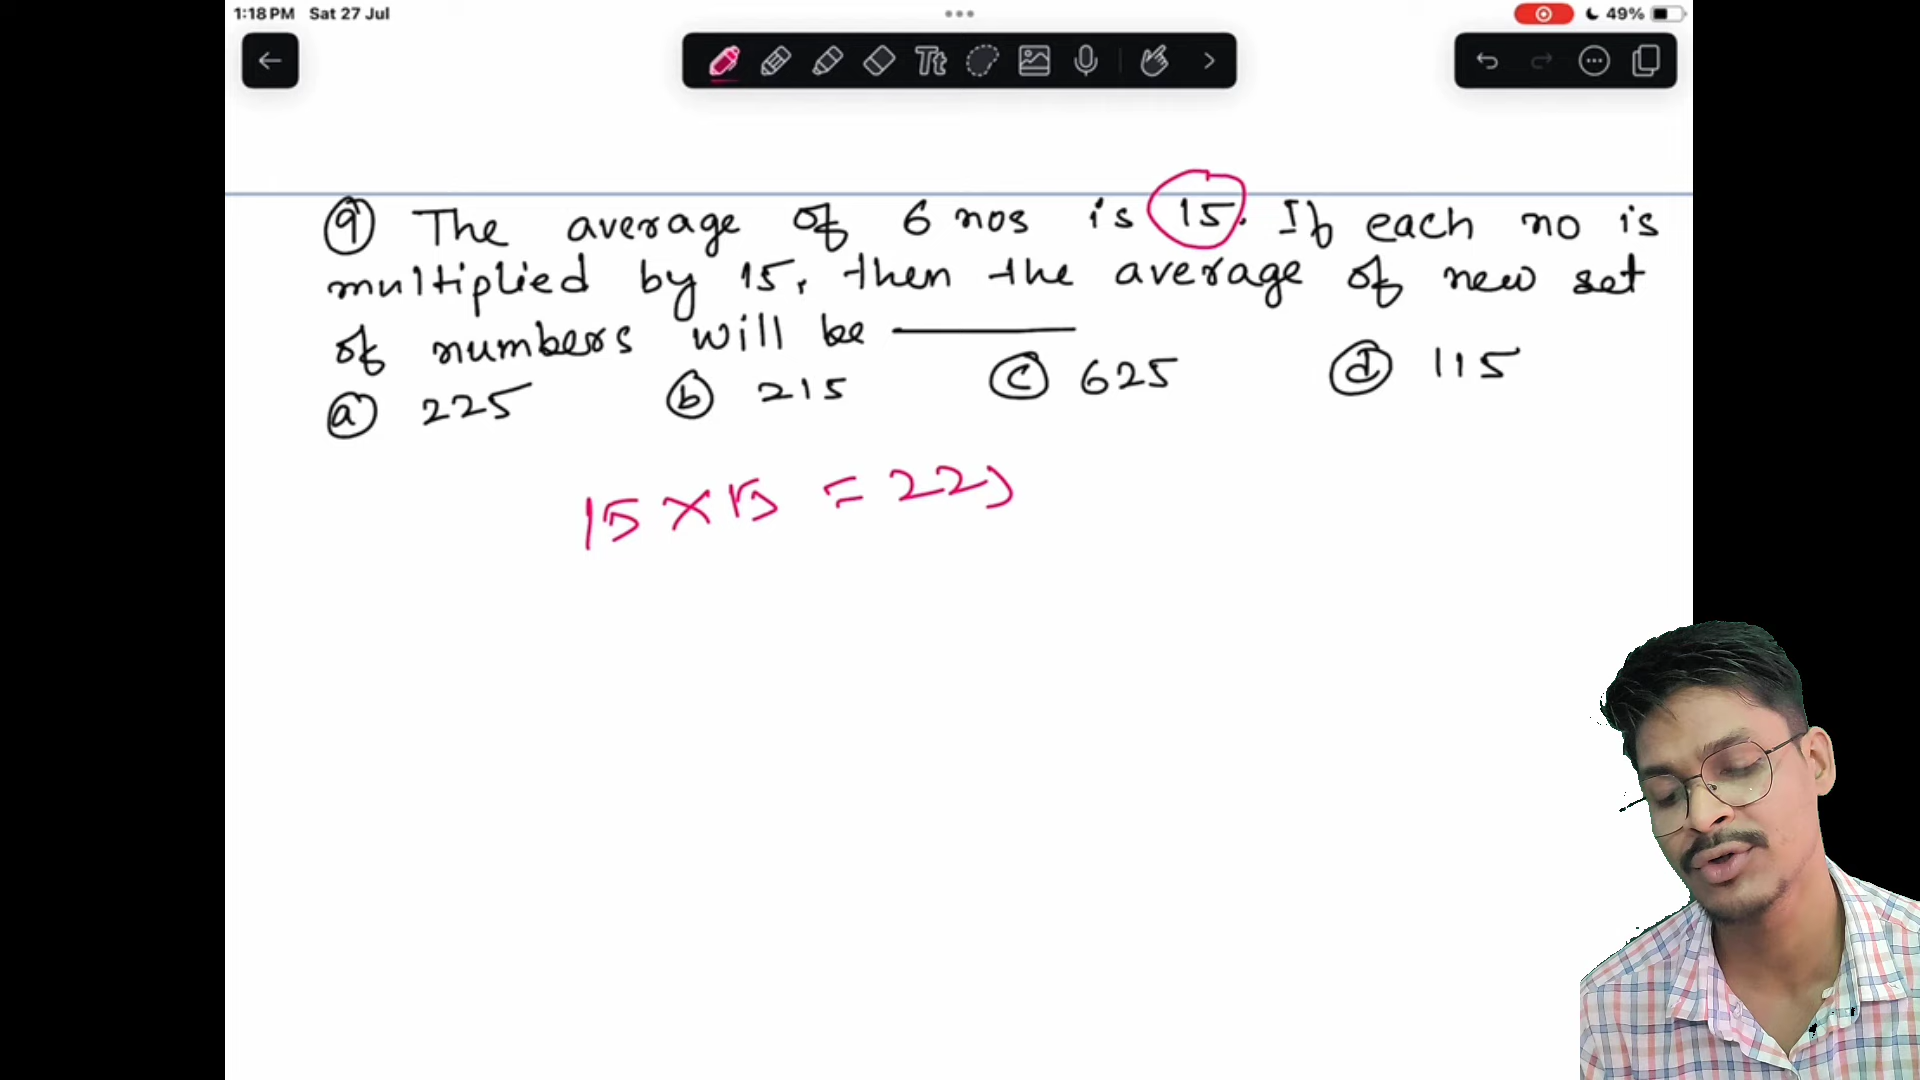 1:18 PM Sat 27 Jul
49%
Tt
9 The average of 6 nos is 15. If each no is
multiplied by 15, then the average of new set
of numbers will be ______
a 225 b 215 c 625 d 115
15 × 15 = 225